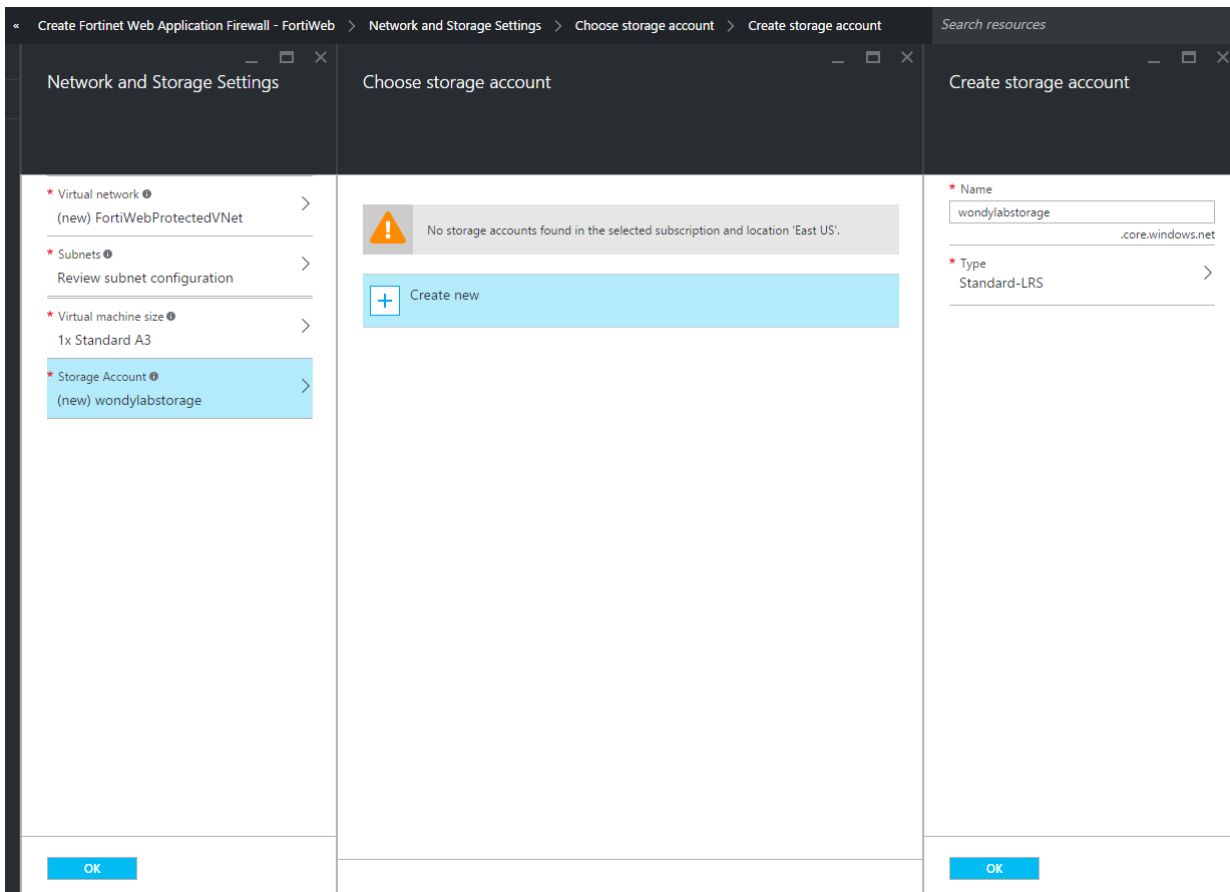 « Create Fortinet Web Application Firewall - FortiWeb > Network and Storage Settings > Choose storage account > Create storage account
Search resources
Network and Storage Settings
* Virtual network
(new) FortiWebProtectedVNet
* Subnets
Review subnet configuration
* Virtual machine size
1x Standard A3
* Storage Account
(new) wondylabstorage
OK
Choose storage account
No storage accounts found in the selected subscription and location 'East US'.
Create new
Create storage account
* Name
wondylabstorage
.core.windows.net
* Type
Standard-LRS
OK